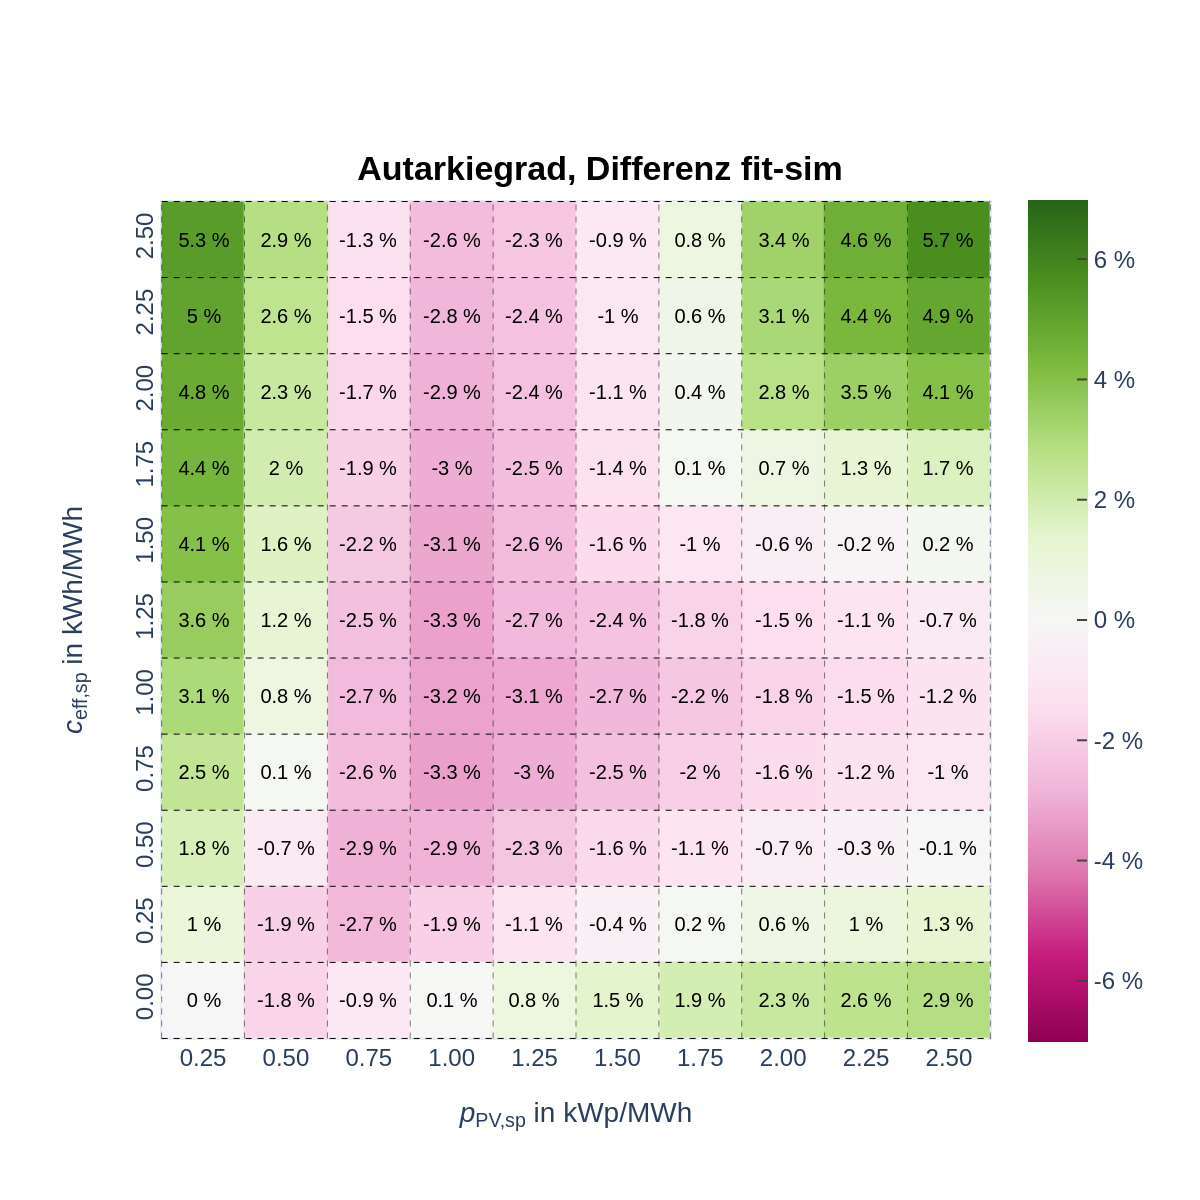 Autarkiegrad, Differenz fit-sim
2.50 5.3 % 2.9 % -1.3 % -2.6 % -2.3 % -0.9 % 0.8 % 3.4 % 4.6 % 5.7 %
2.25 5 % 2.6 % -1.5 % -2.8 % -2.4 % -1 % 0.6 % 3.1 % 4.4 % 4.9 %
2.00 4.8 % 2.3 % -1.7 % -2.9 % -2.4 % -1.1 % 0.4 % 2.8 % 3.5 % 4.1 %
1.75 4.4 % 2 % -1.9 % -3 % -2.5 % -1.4 % 0.1 % 0.7 % 1.3 % 1.7 %
1.50 4.1 % 1.6 % -2.2 % -3.1 % -2.6 % -1.6 % -1 % -0.6 % -0.2 % 0.2 %
1.25 3.6 % 1.2 % -2.5 % -3.3 % -2.7 % -2.4 % -1.8 % -1.5 % -1.1 % -0.7 %
1.00 3.1 % 0.8 % -2.7 % -3.2 % -3.1 % -2.7 % -2.2 % -1.8 % -1.5 % -1.2 %
0.75 2.5 % 0.1 % -2.6 % -3.3 % -3 % -2.5 % -2 % -1.6 % -1.2 % -1 %
0.50 1.8 % -0.7 % -2.9 % -2.9 % -2.3 % -1.6 % -1.1 % -0.7 % -0.3 % -0.1 %
0.25 1 % -1.9 % -2.7 % -1.9 % -1.1 % -0.4 % 0.2 % 0.6 % 1 % 1.3 %
0.00 0 % -1.8 % -0.9 % 0.1 % 0.8 % 1.5 % 1.9 % 2.3 % 2.6 % 2.9 %
0.25 0.50 0.75 1.00 1.25 1.50 1.75 2.00 2.25 2.50
pPV,sp in kWp/MWh
ceff,sp in kWh/MWh
6 %
4 %
2 %
0 %
-2 %
-4 %
-6 %